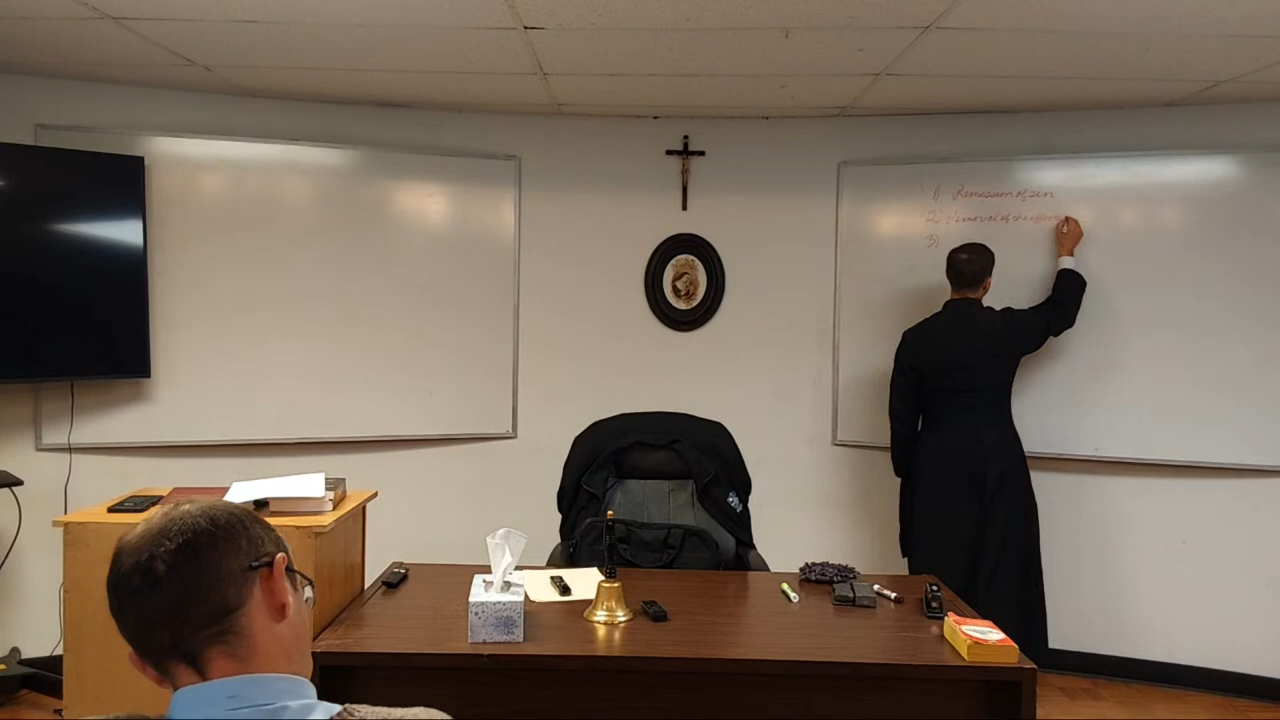 1) Remission of sin
2) Removal of the
3)